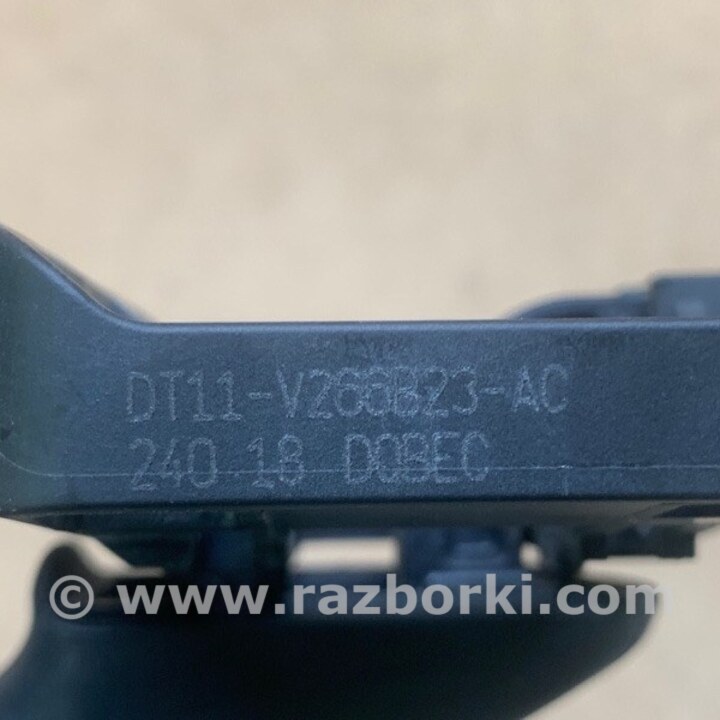 DT11-V266B23-AC
240 18 DQBEC
© www.razborki.com